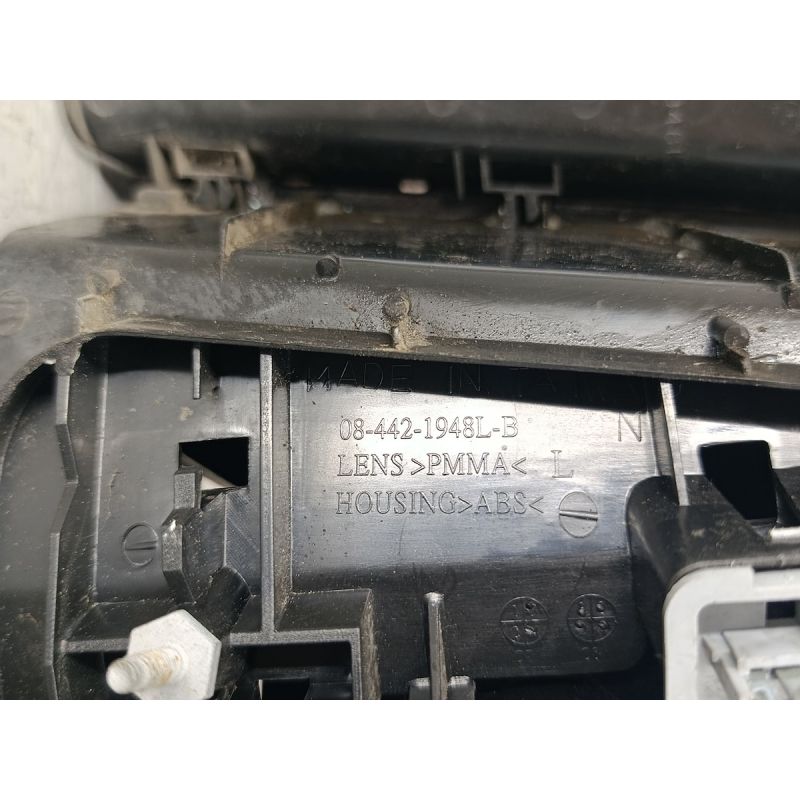 MADE IN TAIWAN
08-442-1948L-B N
LENS >PMMA< L
HOUSING>ABS<